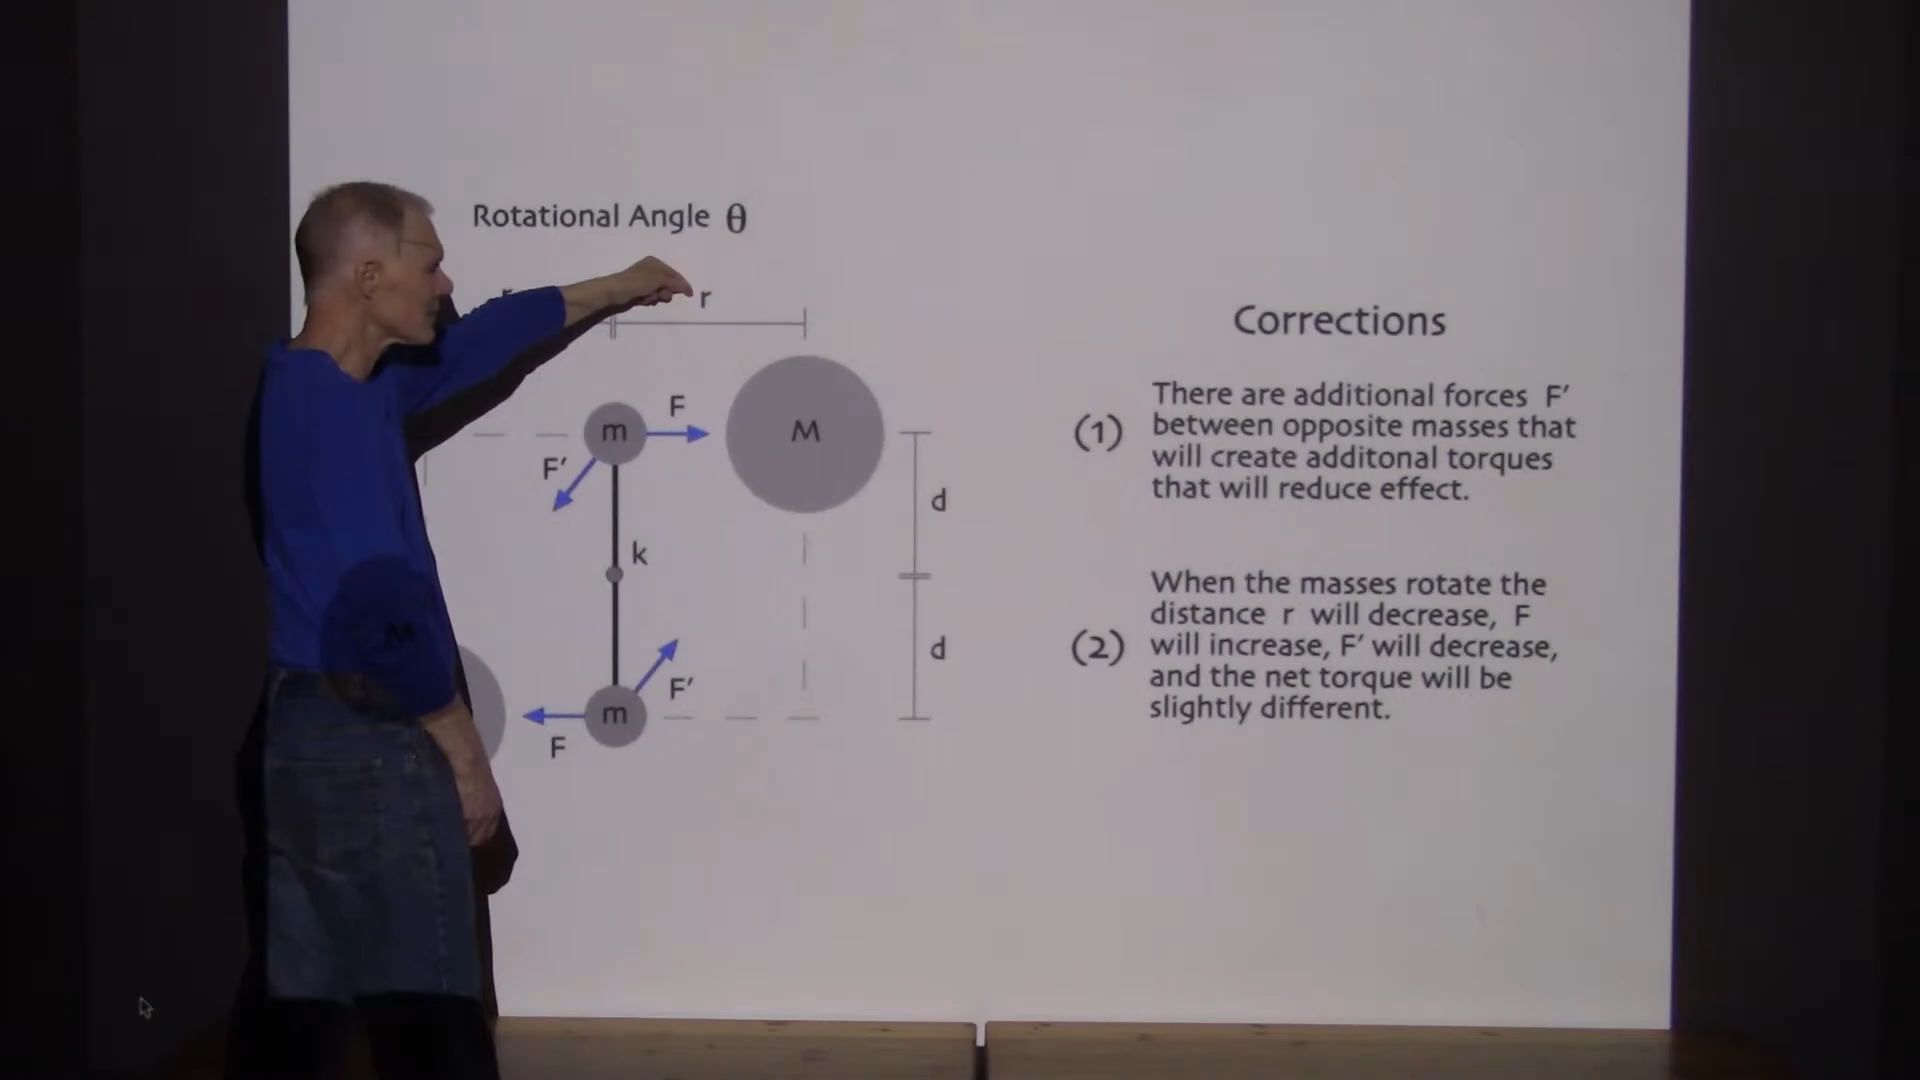 Rotational Angle θ
r
r
F
m
M
F′
d
k
M
d
F′
m
F
Corrections
(1)
There are additional forces F′
between opposite masses that
will create additonal torques
that will reduce effect.
(2)
When the masses rotate the
distance r will decrease, F
will increase, F′ will decrease,
and the net torque will be
slightly different.